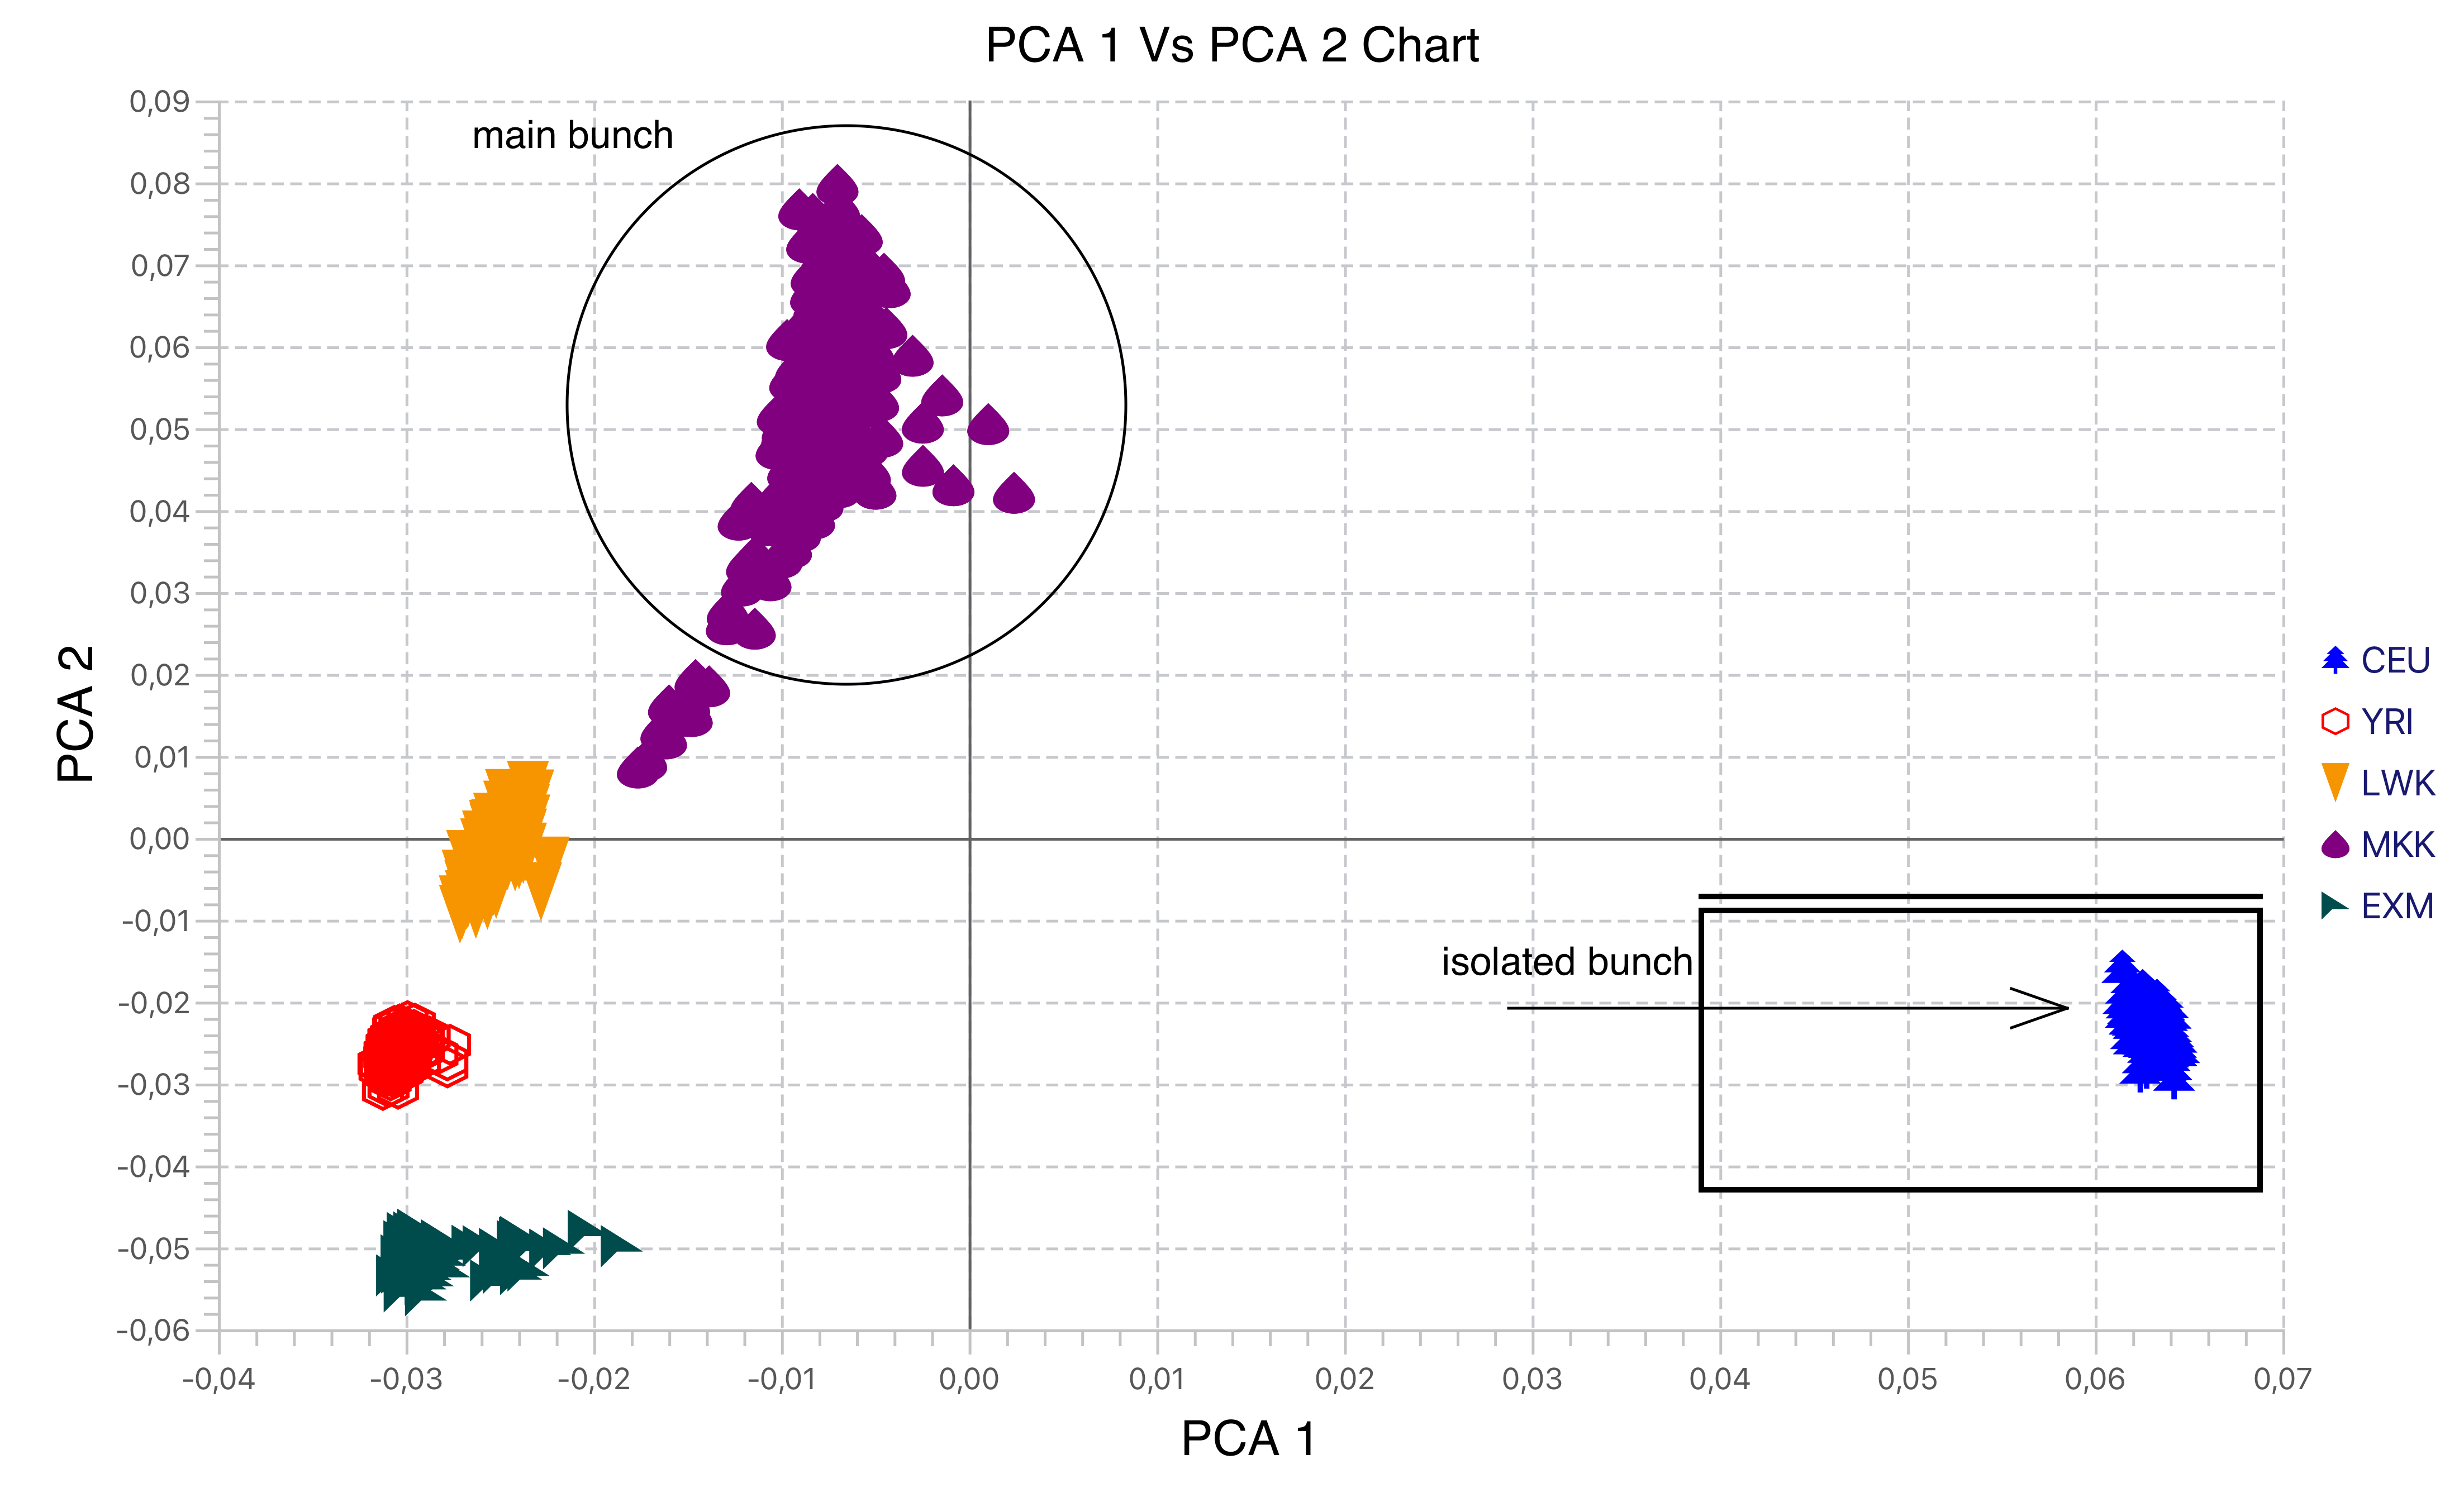 PCA 1 Vs PCA 2 Chart
0,09
main bunch
0,08
0,07
0,06
0,05
0,04
0,03
0,02
0,01
0,00
-0,01
-0,02
-0,03
-0,04
-0,05
-0,06
PCA 2
isolated bunch
CEU
YRI
LWK
MKK
EXM
-0,04 -0,03 -0,02 -0,01 0,00 0,01 0,02 0,03 0,04 0,05 0,06 0,07
PCA 1